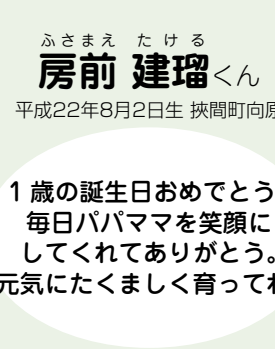 ふさまえ たける
房前 建瑠くん
平成22年8月2日生 挾間町向原
1歳の誕生日おめでとう
毎日パパママを笑顔に
してくれてありがとう。
元気にたくましく育ってね